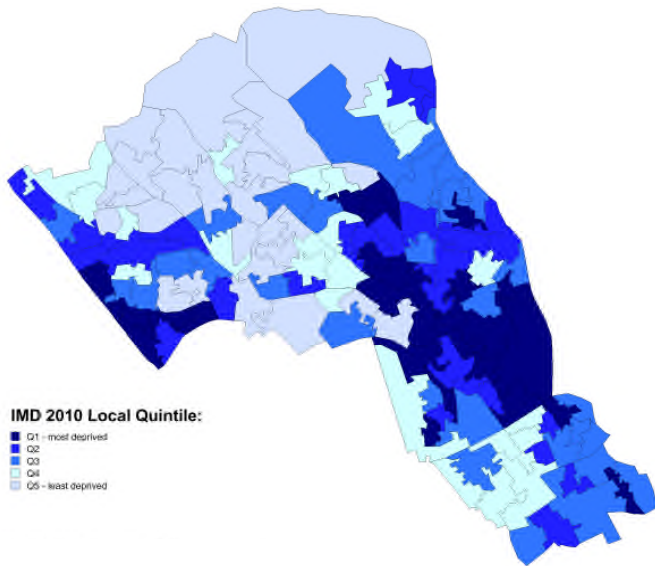 IMD 2010 Local Quintile:
Q1 - most deprived
Q2
Q3
Q4
Q5 - least deprived